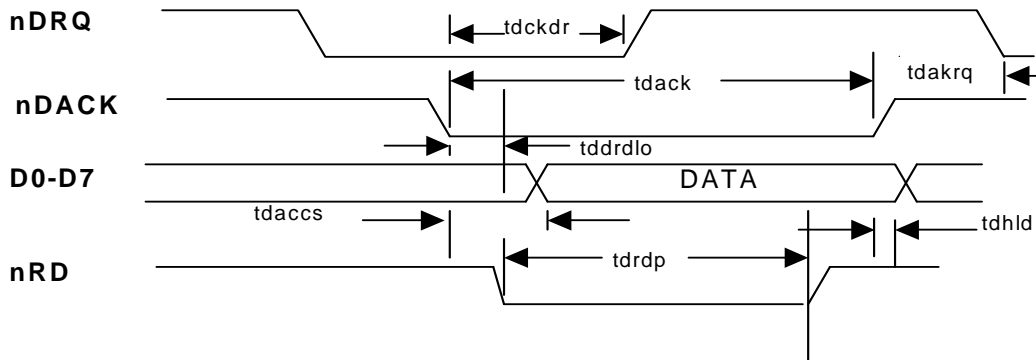 nDRQ
tdckdr
tdack
tdakrq
nDACK
tddrdlo
D0-D7
DATA
tdaccs
tdhld
nRD
tdrdp